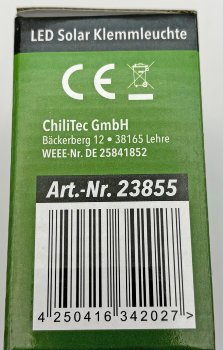 LED Solar Klemmleuchte
CE
ChiliTec GmbH
Bäckerberg 12 • 38165 Lehre
WEEE-Nr. DE 25841852
Art.-Nr. 23855
4 250416 342027 >